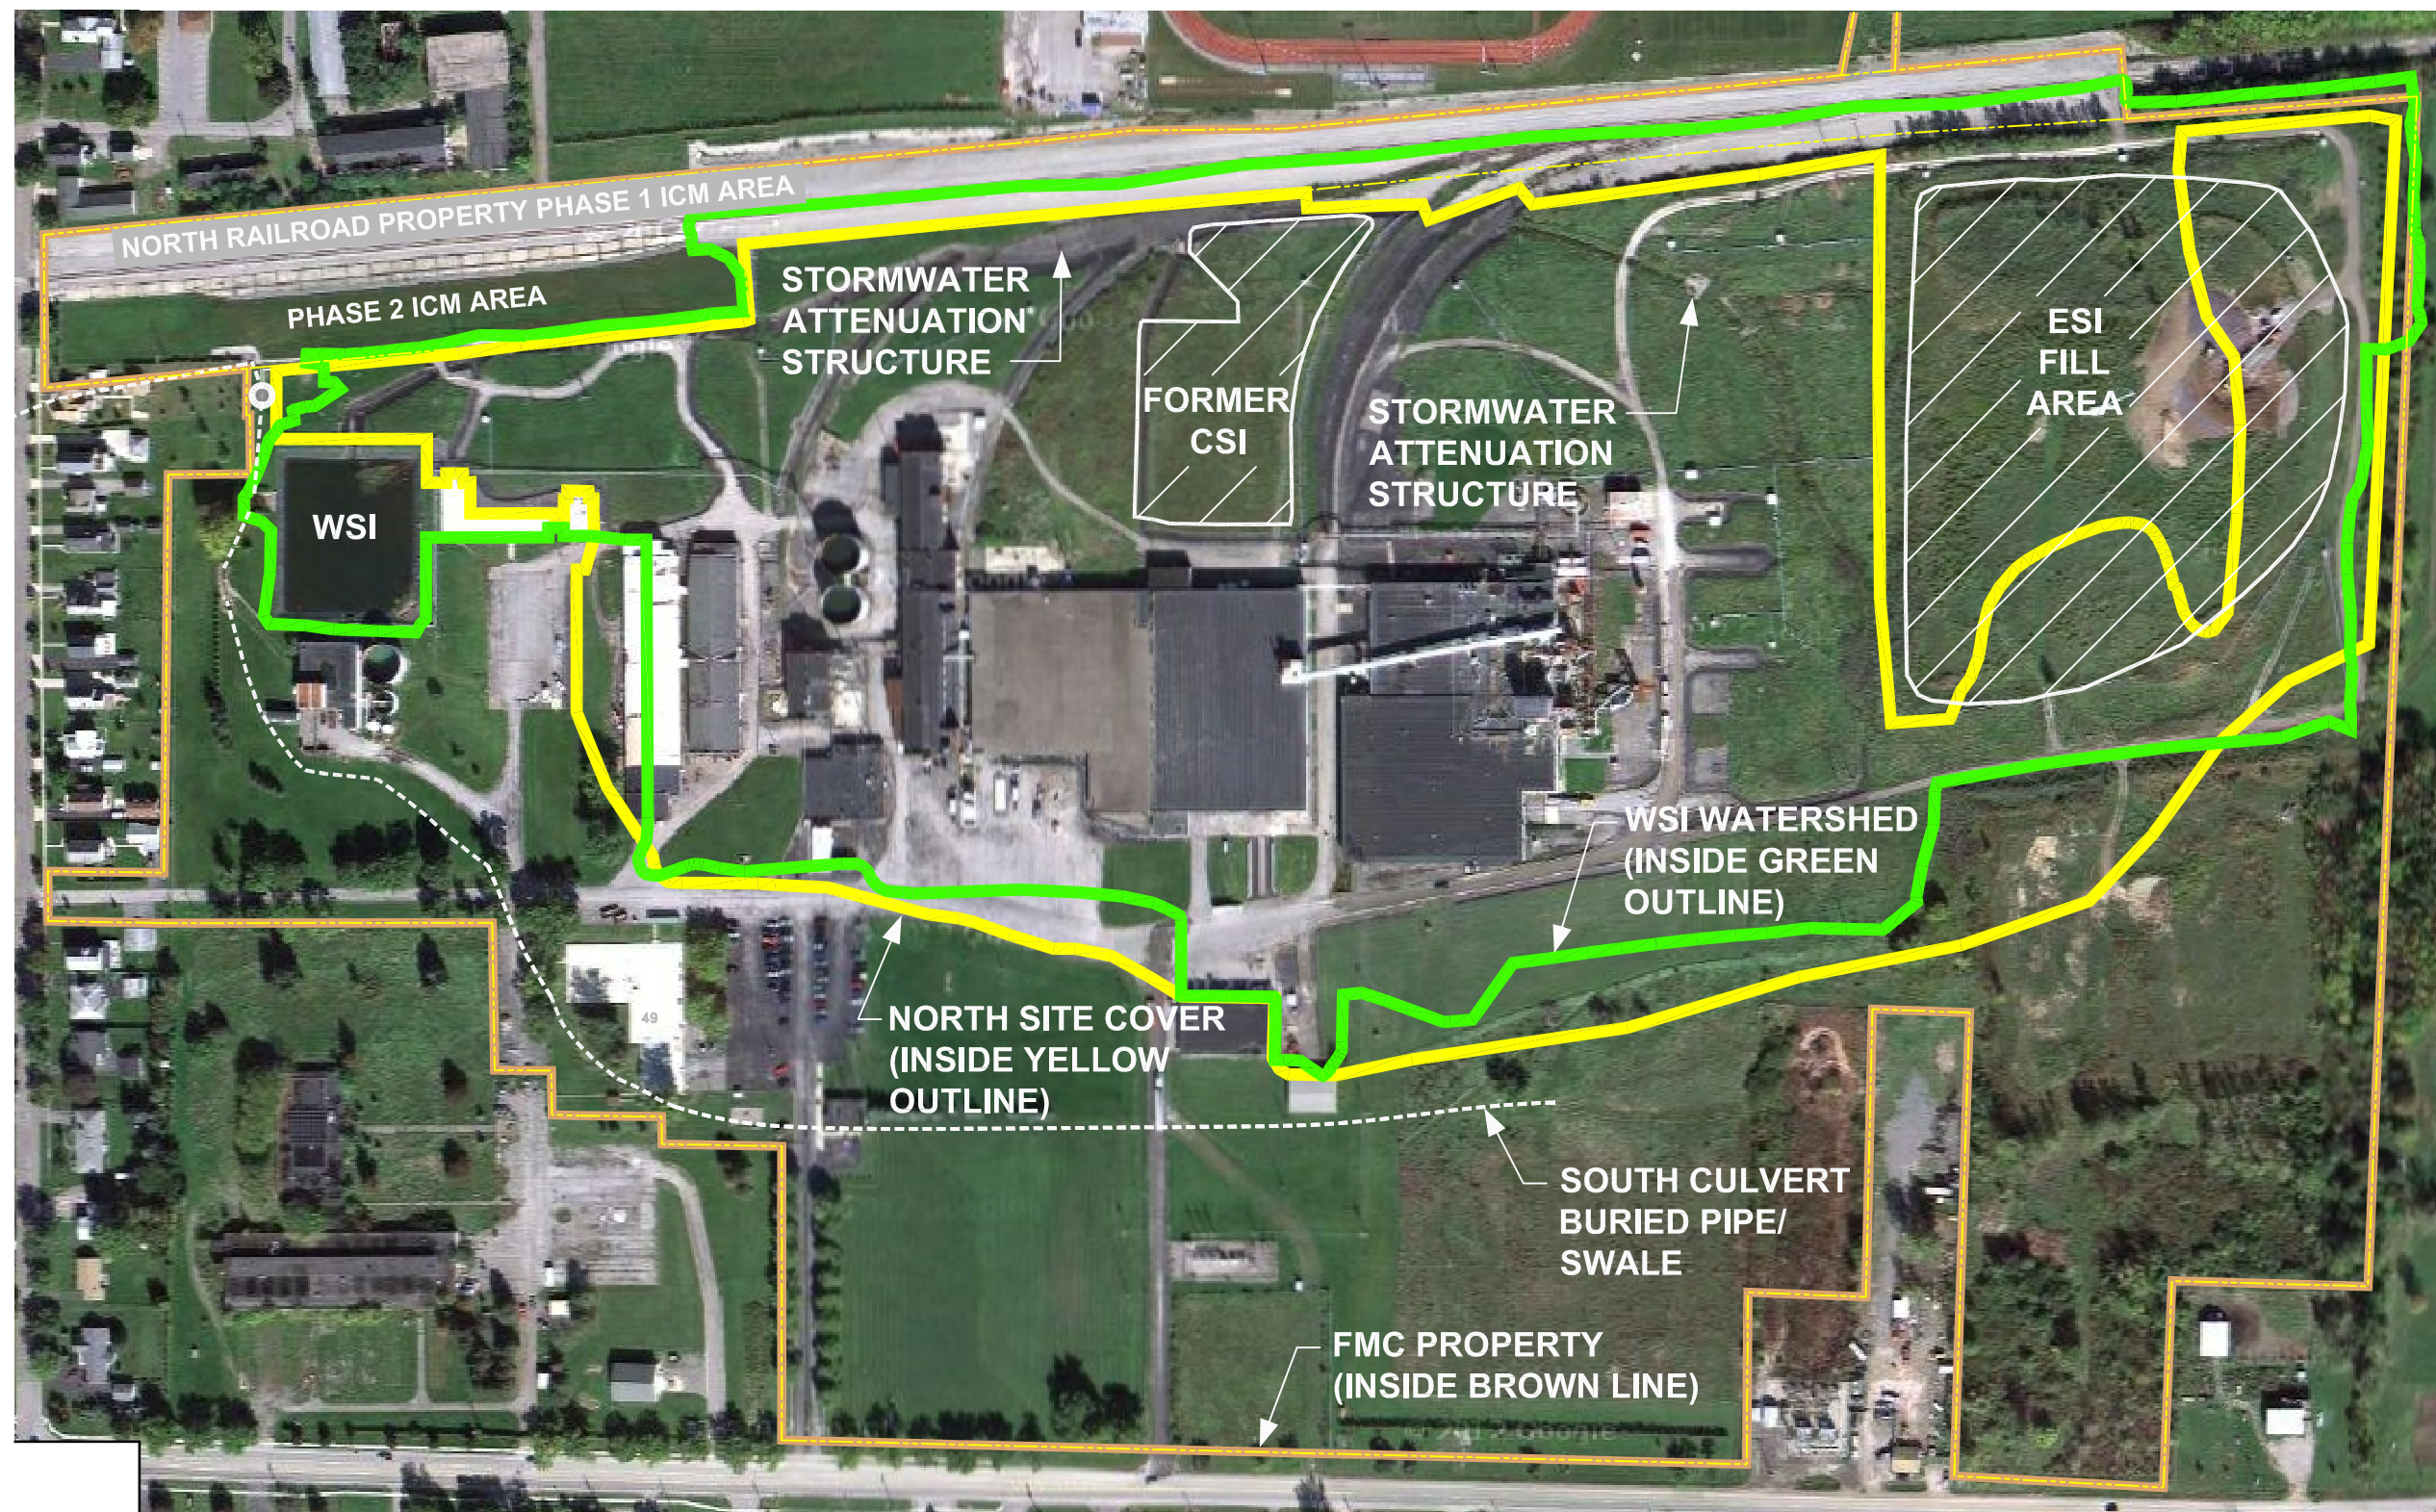 NORTH RAILROAD PROPERTY PHASE 1 ICM AREA
PHASE 2 ICM AREA
STORMWATER
ATTENUATION
STRUCTURE
FORMER
CSI
STORMWATER
ATTENUATION
STRUCTURE
ESI
FILL
AREA
WSI
WSI WATERSHED
(INSIDE GREEN
OUTLINE)
NORTH SITE COVER
(INSIDE YELLOW
OUTLINE)
49
SOUTH CULVERT
BURIED PIPE/
SWALE
FMC PROPERTY
(INSIDE BROWN LINE)